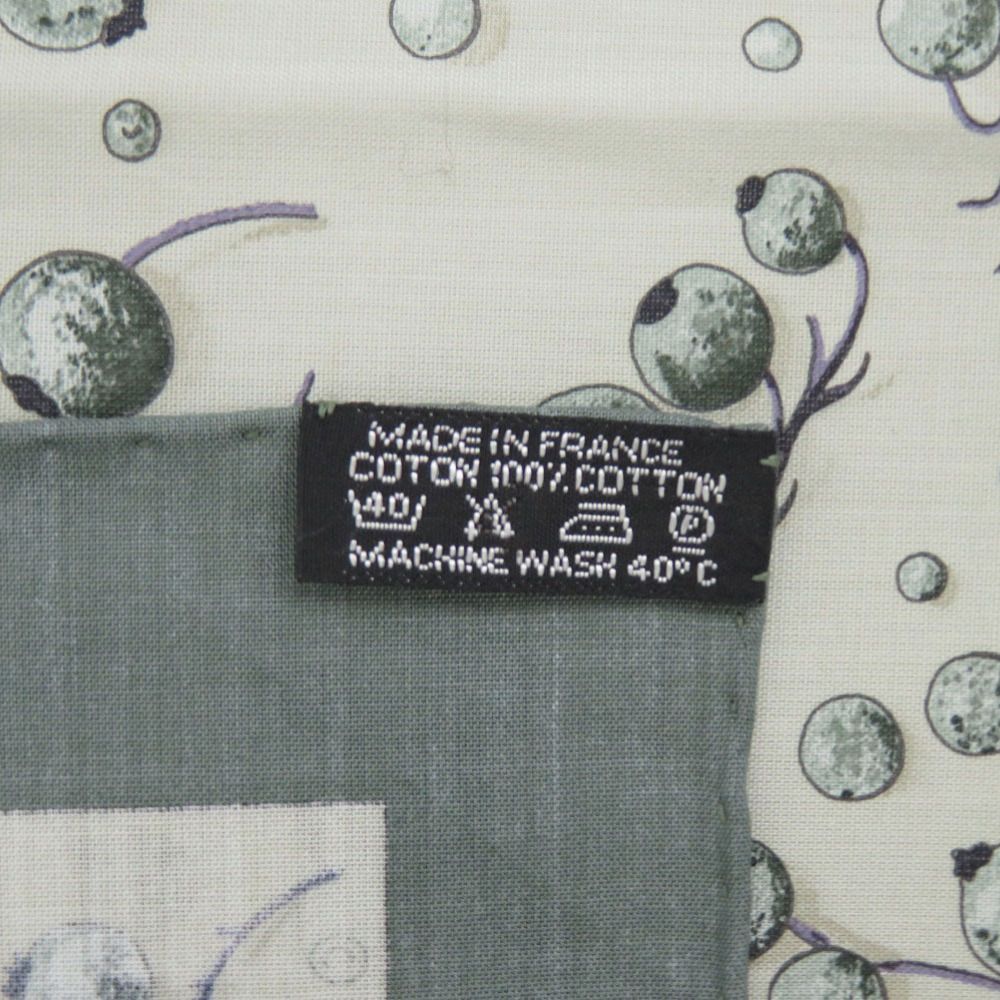 MADE IN FRANCE
COTON 100% COTTON
40 P
MACHINE WASH 40°C